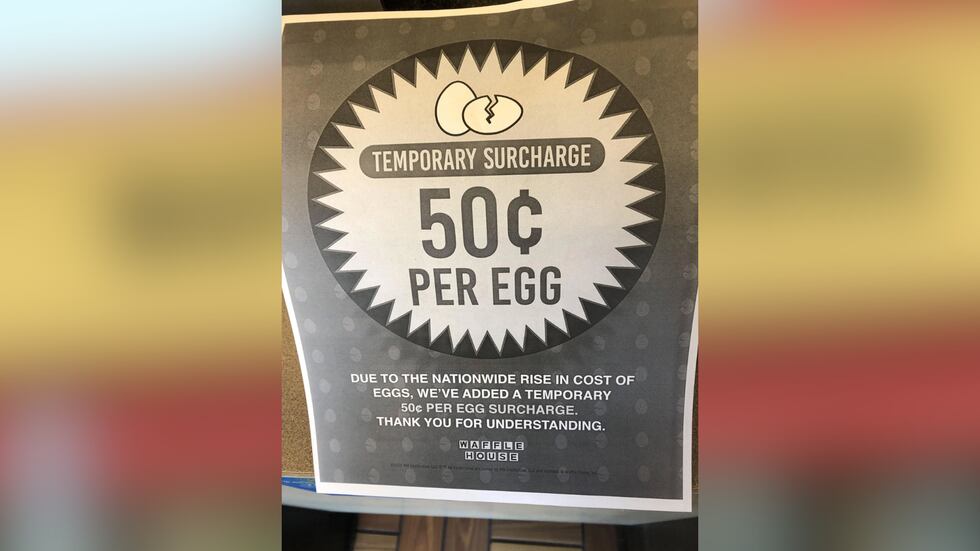 TEMPORARY SURCHARGE
50¢
PER EGG
DUE TO THE NATIONWIDE RISE IN COST OF
EGGS, WE'VE ADDED A TEMPORARY
50¢ PER EGG SURCHARGE.
THANK YOU FOR UNDERSTANDING.
WAFFLE
HOUSE